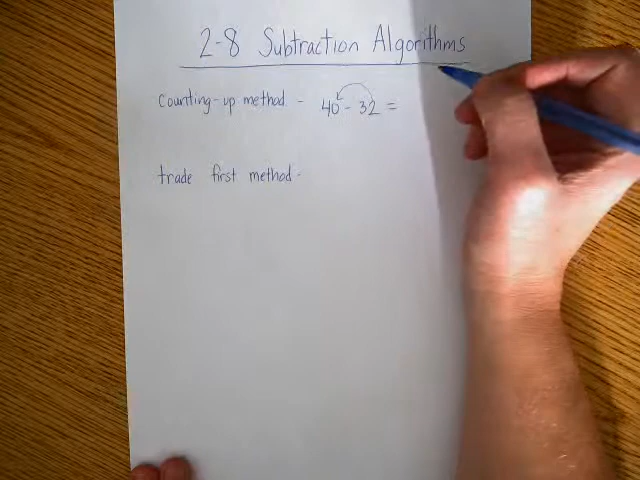 2-8 Subtraction Algorithms
counting-up method - 40 - 32 =
trade first method -